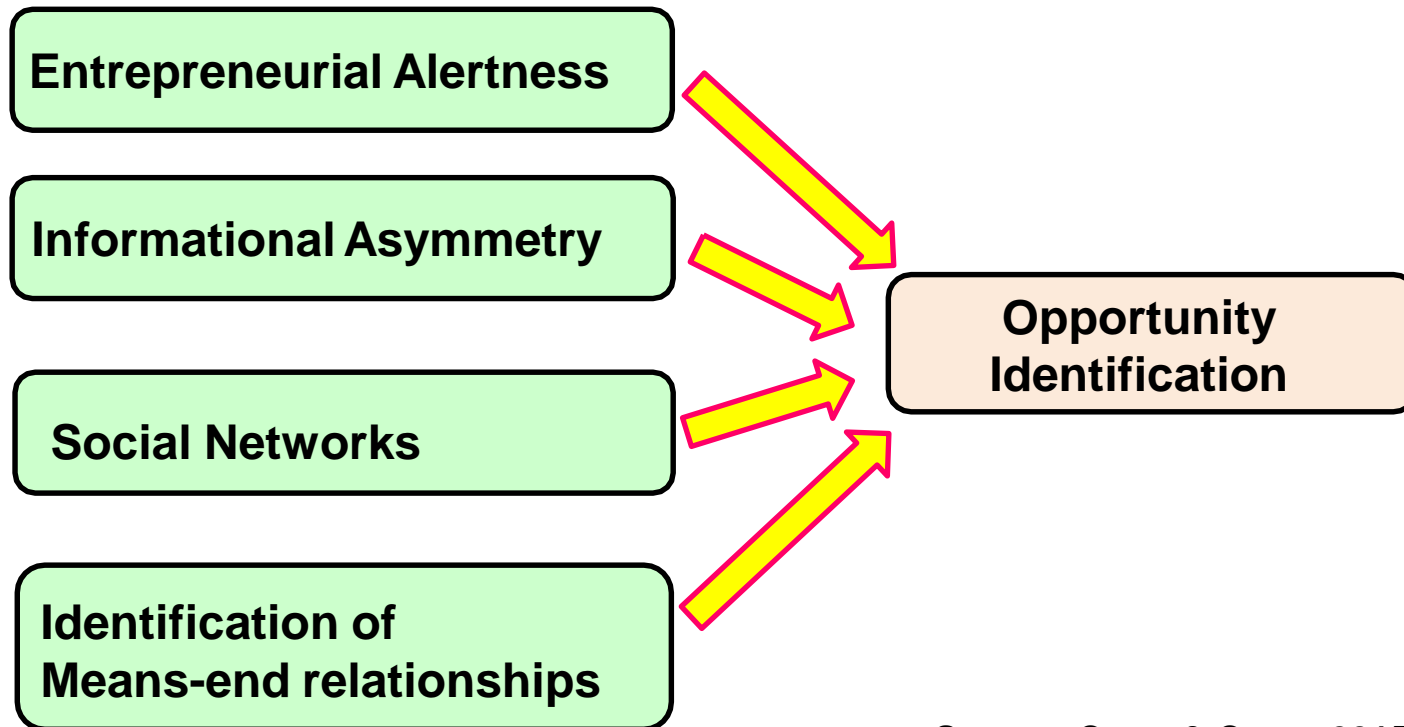 Entrepreneurial Alertness
Informational Asymmetry
Opportunity
Identification
Social Networks
Identification of
Means-end relationships